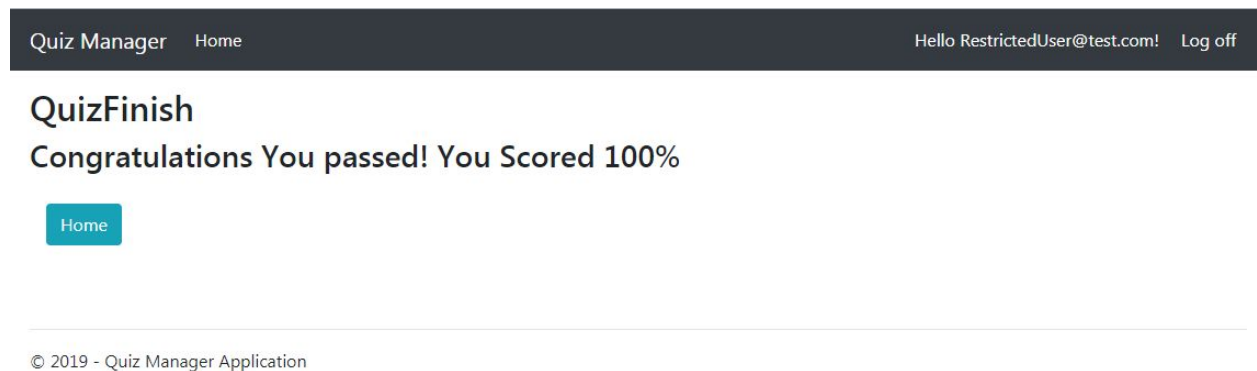 Quiz Manager Home Hello RestrictedUser@test.com! Log off
QuizFinish
Congratulations You passed! You Scored 100%
Home
© 2019 - Quiz Manager Application